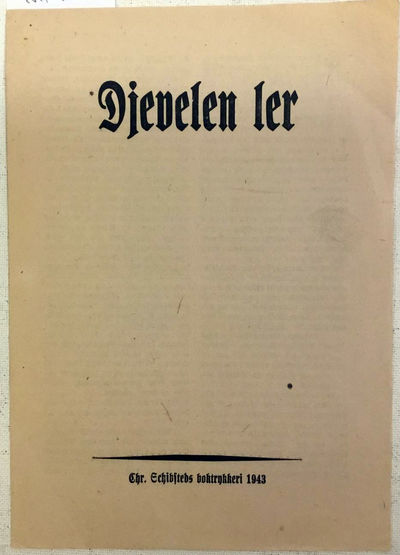 Djevelen ler
Chr. Schibsteds boktrykkeri 1943